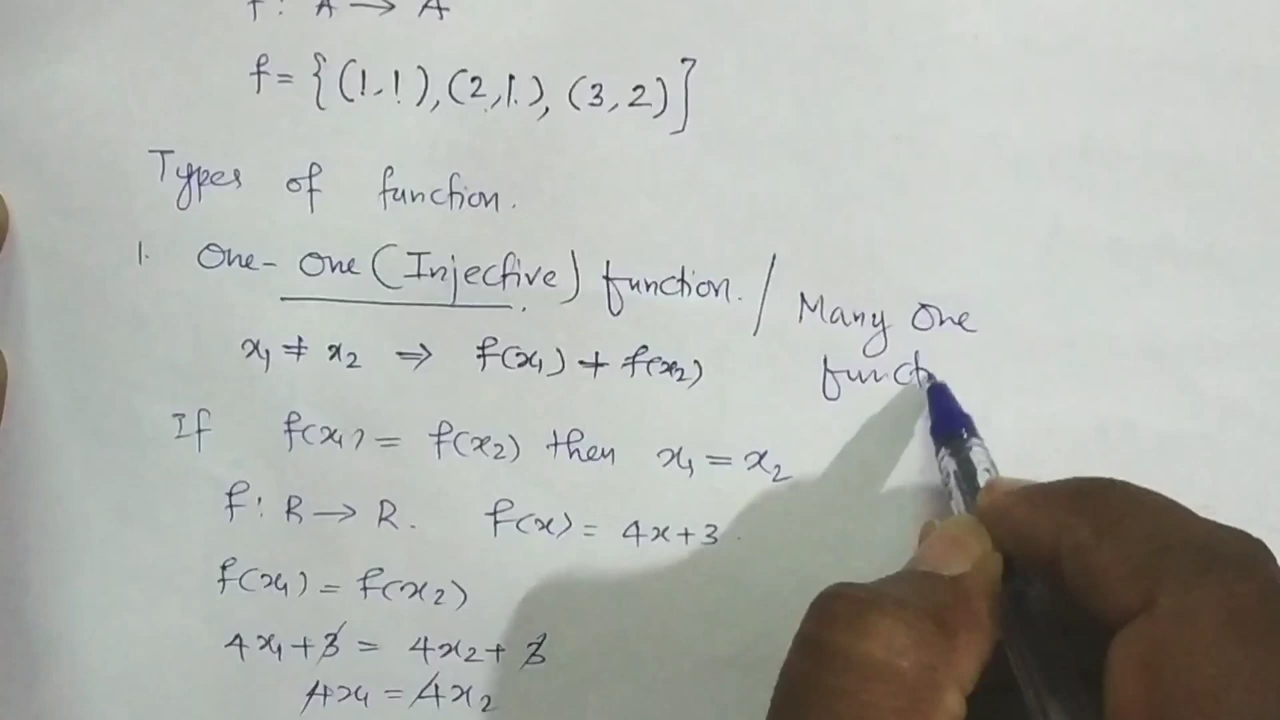 f : A → A
f = {(1,1), (2,1), (3,2)}
Types of function.
1. One-One (Injective) function. / Many One
funct
x₁ ≠ x₂ ⇒ f(x₁) ≠ f(x₂)
If f(x₁) = f(x₂) then x₁ = x₂
f : R → R. f(x) = 4x+3.
f(x₁) = f(x₂)
4x₁+3 = 4x₂+3
4x₁ = 4x₂